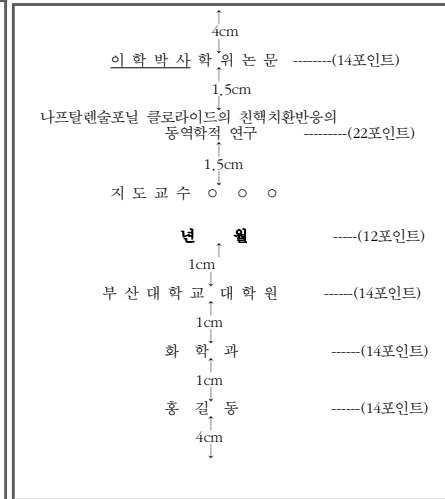 4cm
이 학 박 사 학 위 논 문 --------(14포인트)
1.5cm
나프탈렌술포닐 클로라이드의 친핵치환반응의
동역학적 연구 ---------(22포인트)
1.5cm
지 도 교 수 ○ ○ ○
년 월 -----(12포인트)
1cm
부 산 대 학 교 대 학 원 ------(14포인트)
1cm
화 학 과 ------(14포인트)
1cm
홍 길 동 ------(14포인트)
4cm